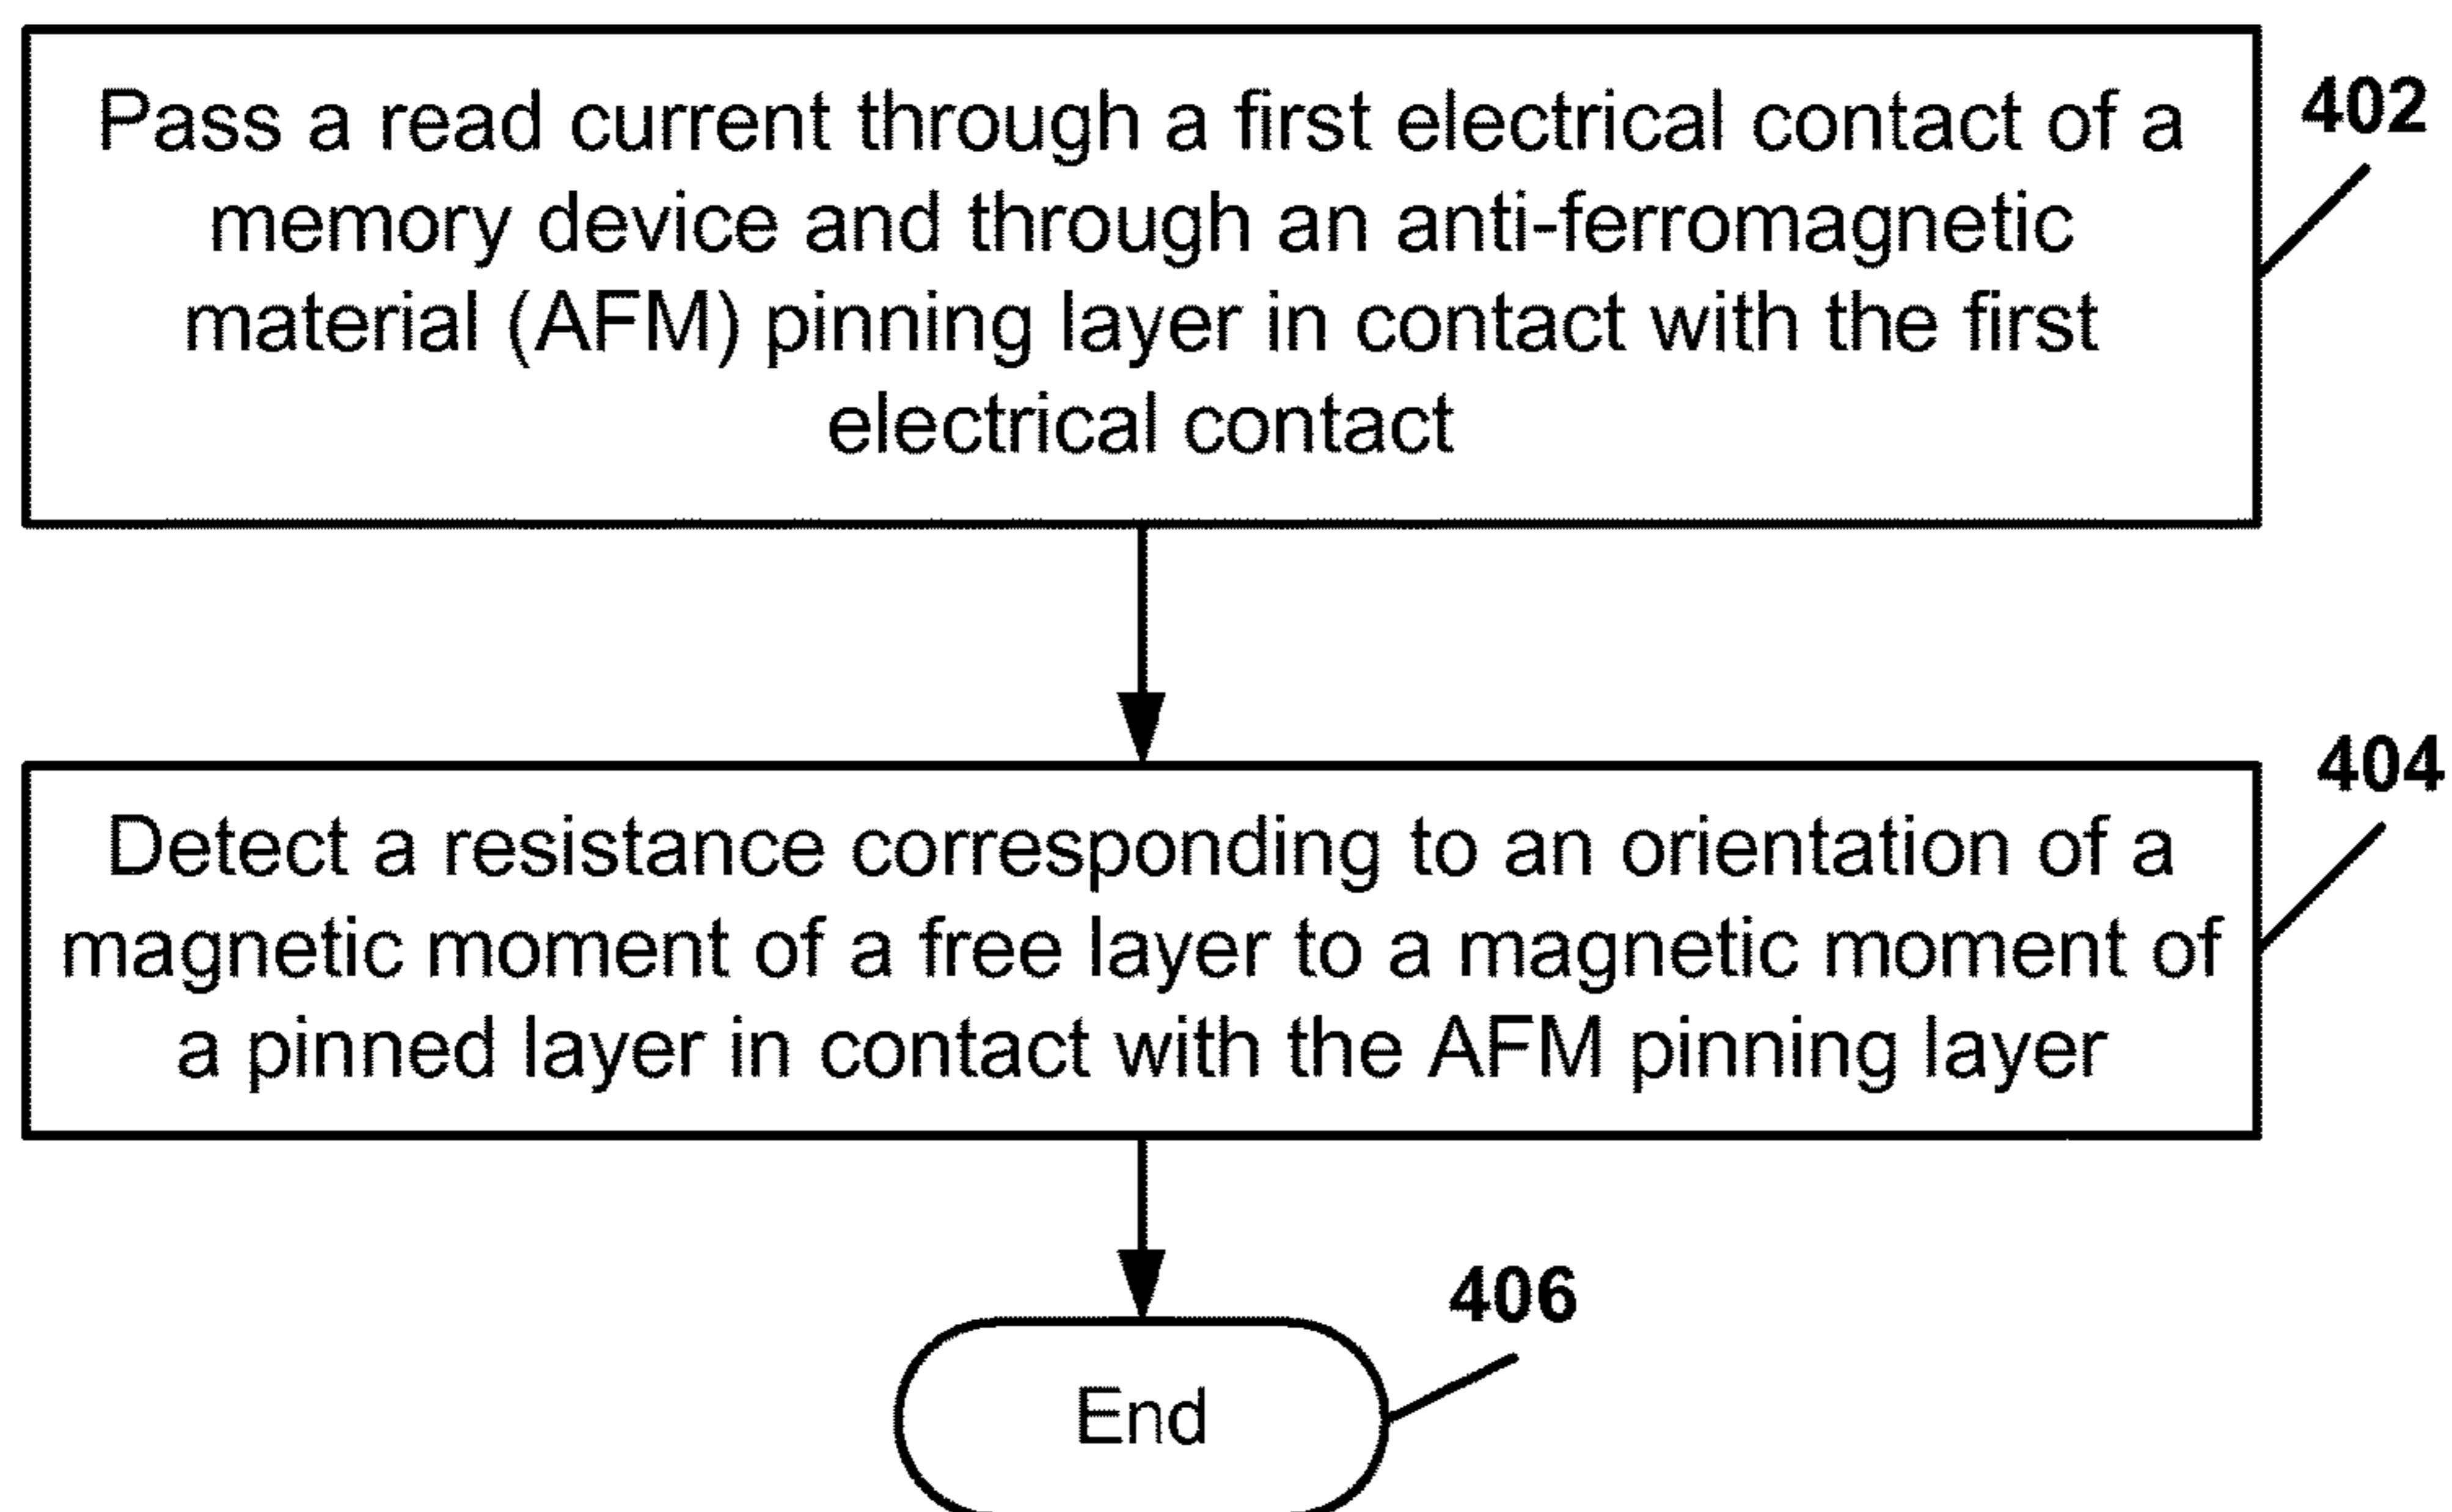 Pass a read current through a first electrical contact of a
memory device and through an anti-ferromagnetic
material (AFM) pinning layer in contact with the first
electrical contact
402
Detect a resistance corresponding to an orientation of a
magnetic moment of a free layer to a magnetic moment of
a pinned layer in contact with the AFM pinning layer
404
End
406